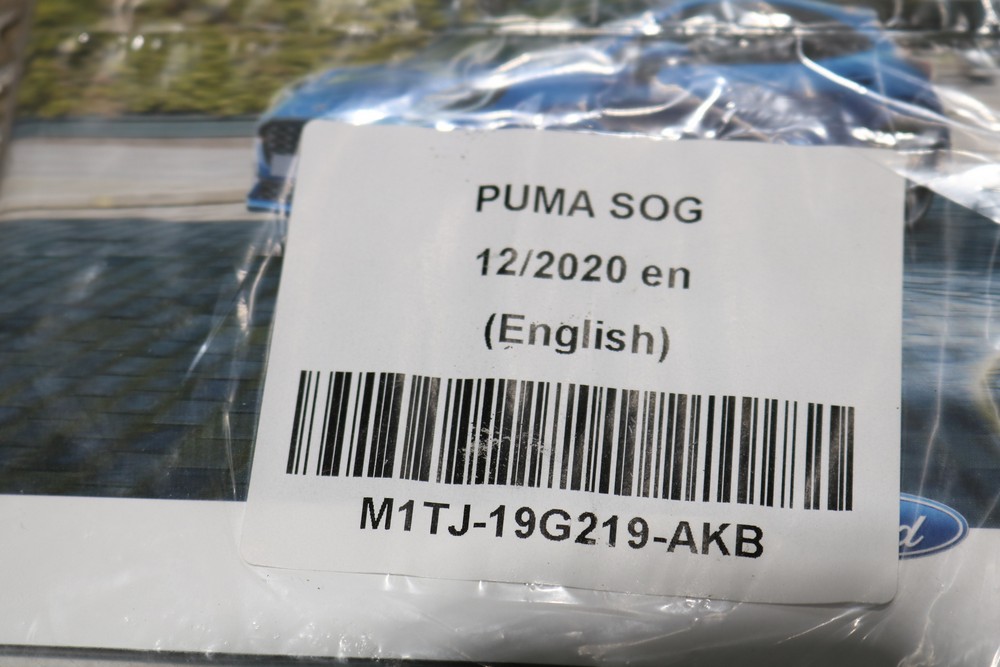 PUMA SOG
12/2020 en
(English)
M1TJ-19G219-AKB